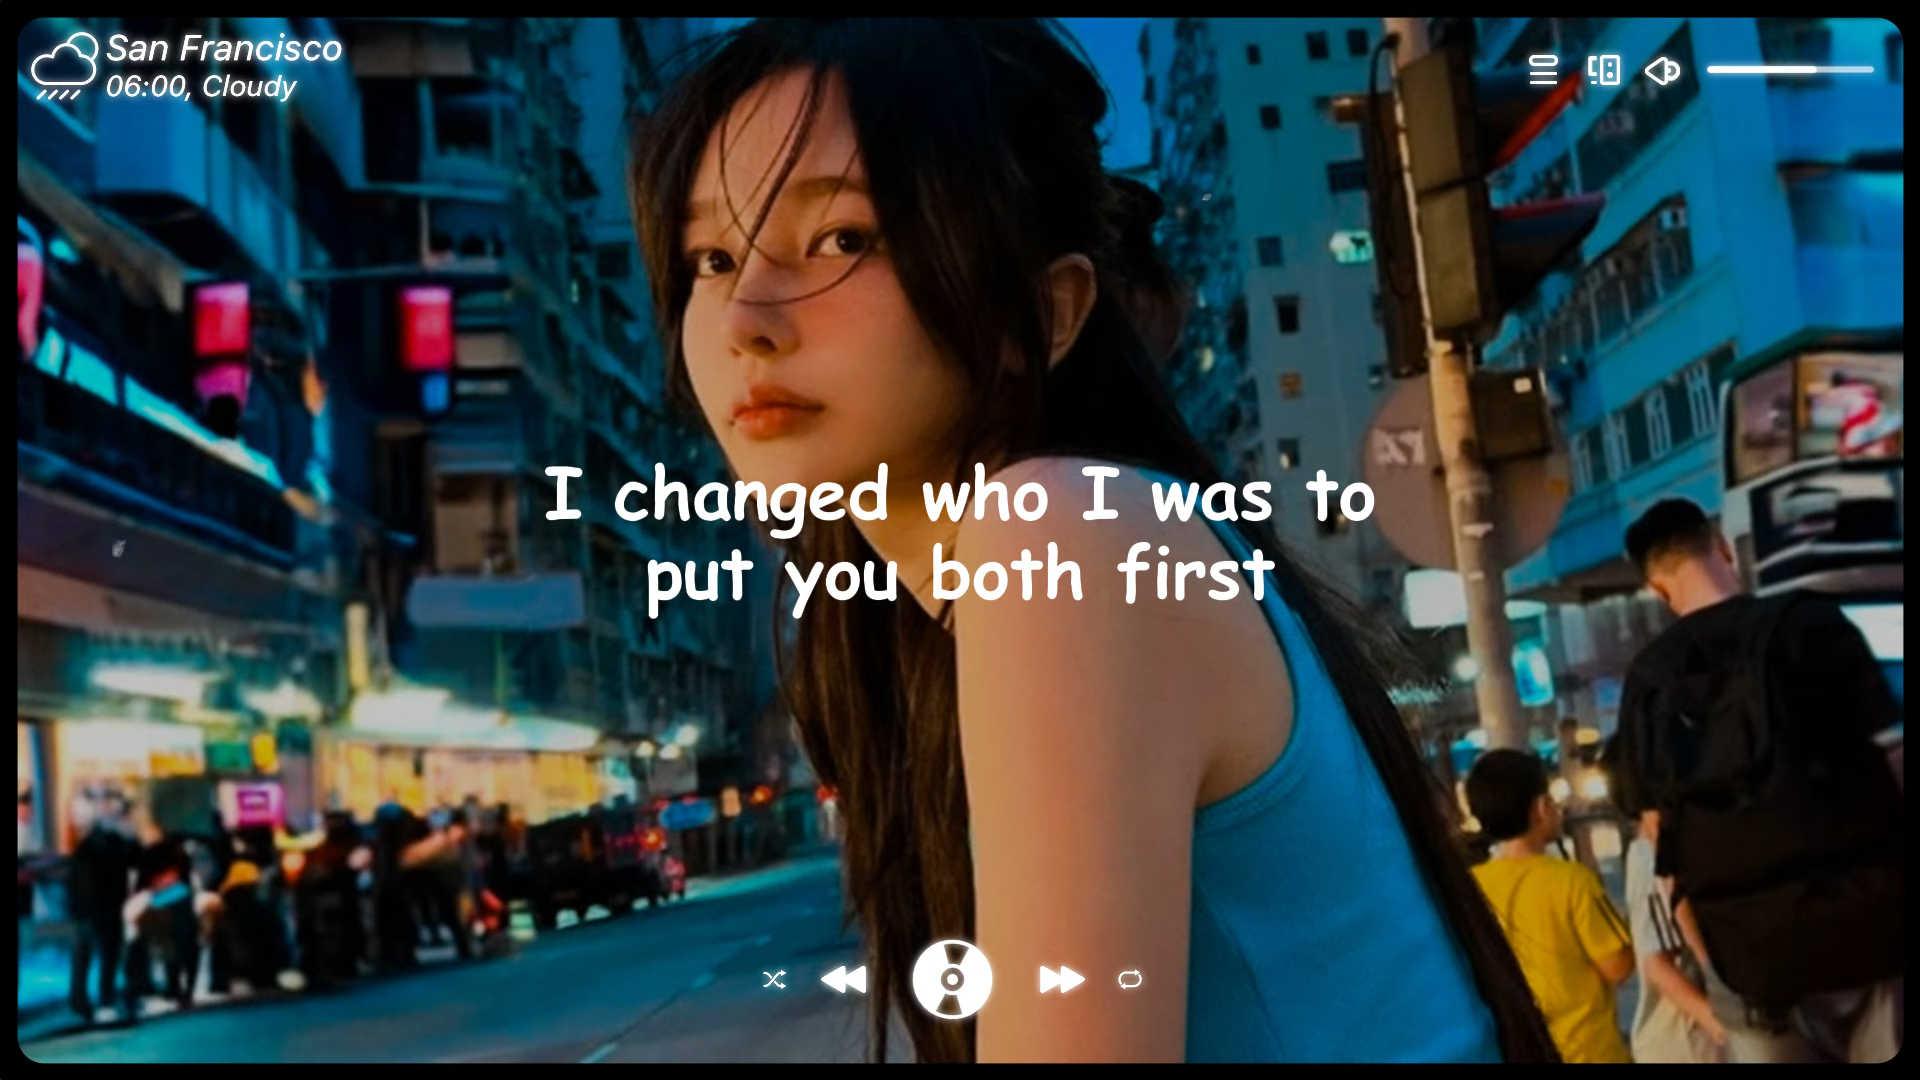 San Francisco
06:00, Cloudy
I changed who I was to
put you both first